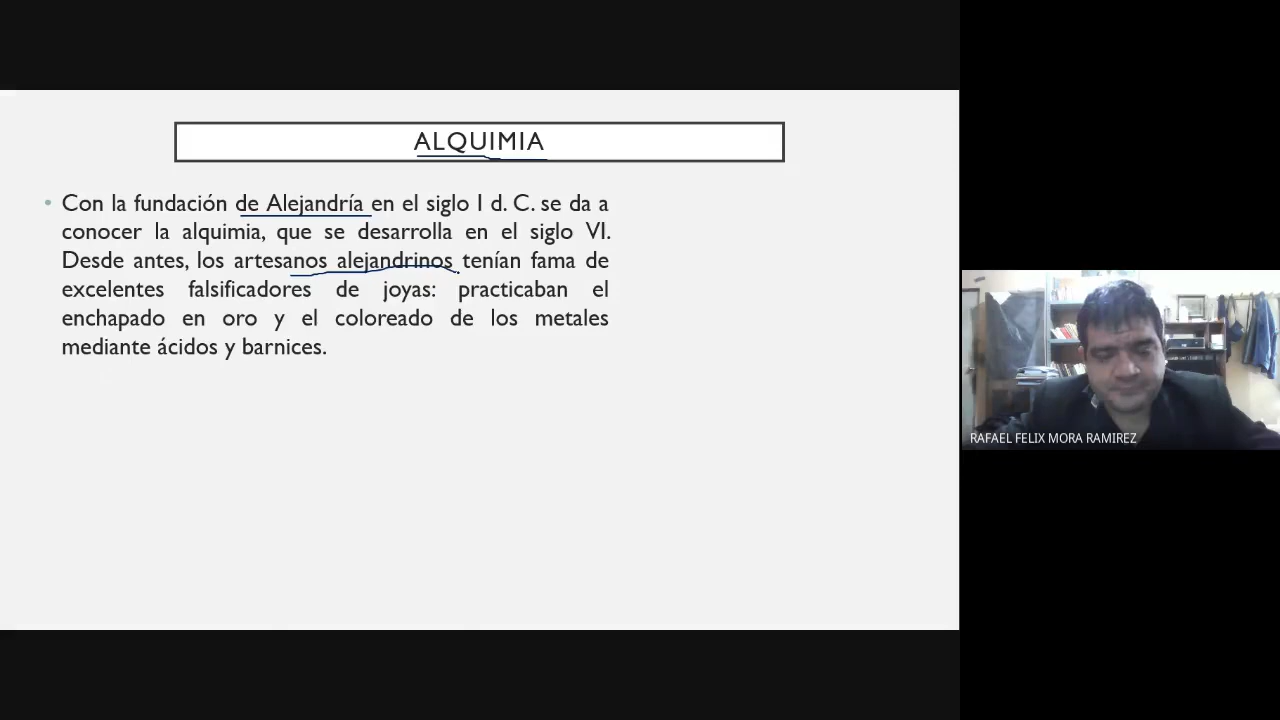 ALQUIMIA
• Con la fundación de Alejandría en el siglo I d. C. se da a
conocer la alquimia, que se desarrolla en el siglo VI.
Desde antes, los artesanos alejandrinos tenían fama de
excelentes falsificadores de joyas: practicaban el
enchapado en oro y el coloreado de los metales
mediante ácidos y barnices.
RAFAEL FELIX MORA RAMIREZ